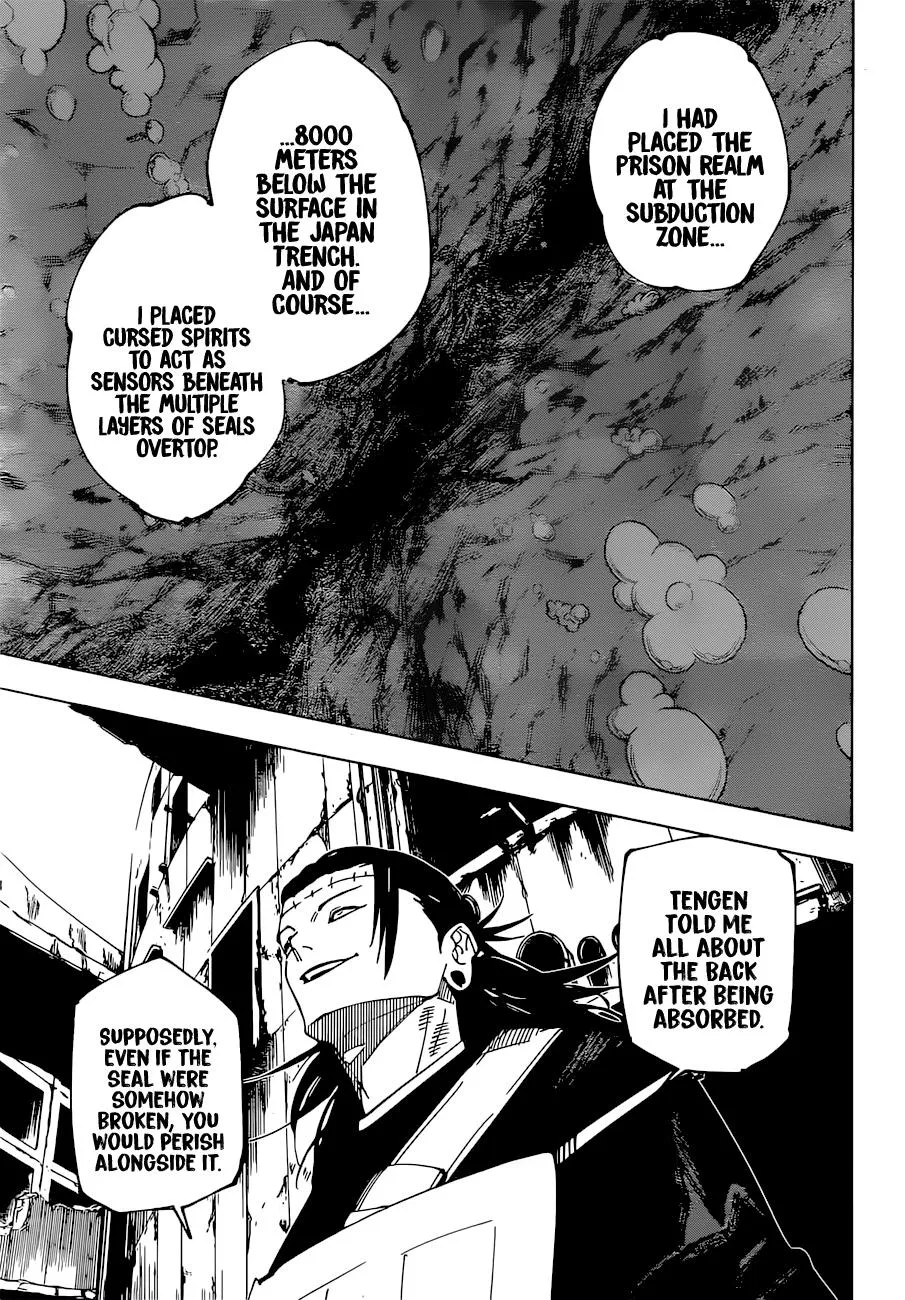 I HAD
PLACED THE
PRISON REALM
AT THE
SUBDUCTION
ZONE...
...8000
METERS
BELOW THE
SURFACE IN
THE JAPAN
TRENCH.
AND OF
COURSE...
I PLACED
CURSED SPIRITS
TO ACT AS
SENSORS BENEATH
THE MULTIPLE
LAYERS OF SEALS
OVERTOP.
TENGEN
TOLD ME
ALL ABOUT
THE BACK
AFTER BEING
ABSORBED.
SUPPOSEDLY,
EVEN IF THE
SEAL WERE
SOMEHOW
BROKEN, YOU
WOULD PERISH
ALONGSIDE IT.